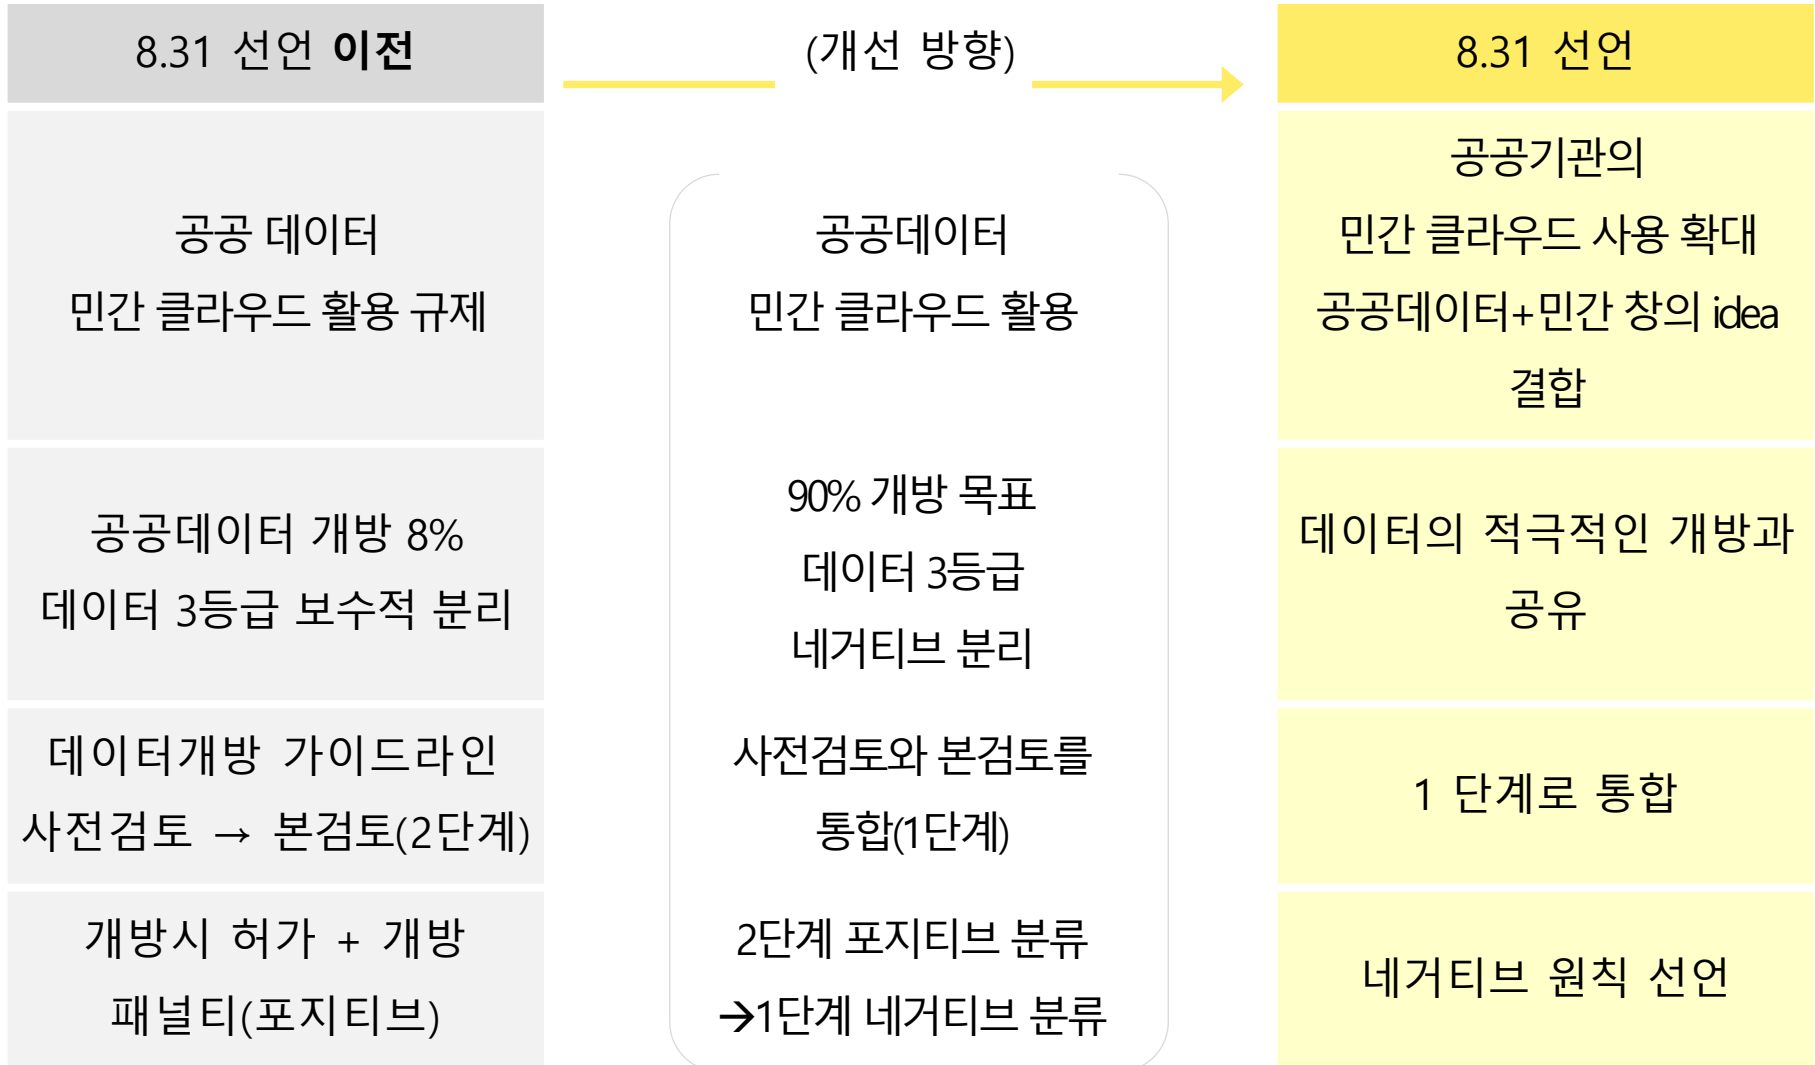 8.31 선언 이전
(개선 방향)
8.31 선언
공공 데이터
민간 클라우드 활용 규제
공공데이터
민간 클라우드 활용
공공기관의
민간 클라우드 사용 확대
공공데이터+민간 창의 idea
결합
공공데이터 개방 8%
데이터 3등급 보수적 분리
90% 개방 목표
데이터 3등급
네거티브 분리
데이터의 적극적인 개방과
공유
데이터개방 가이드라인
사전검토 → 본검토(2단계)
사전검토와 본검토를
통합(1단계)
1 단계로 통합
개방시 허가 + 개방
패널티(포지티브)
2단계 포지티브 분류
→1단계 네거티브 분류
네거티브 원칙 선언